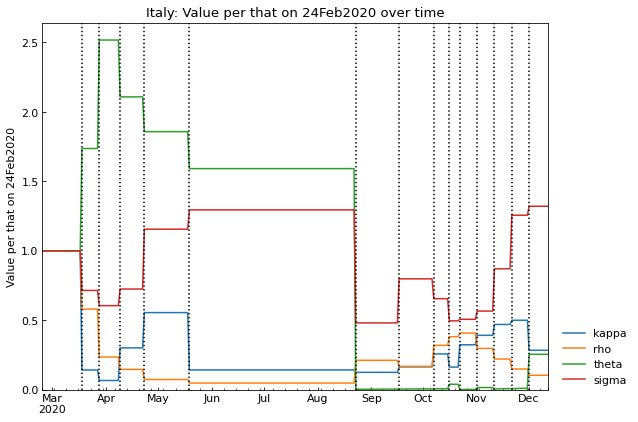 Italy: Value per that on 24Feb2020 over time
Value per that on 24Feb2020
2.5
2.0
1.5
1.0
0.5
0.0
Mar Apr May Jun Jul Aug Sep Oct Nov Dec
2020
kappa
rho
theta
sigma